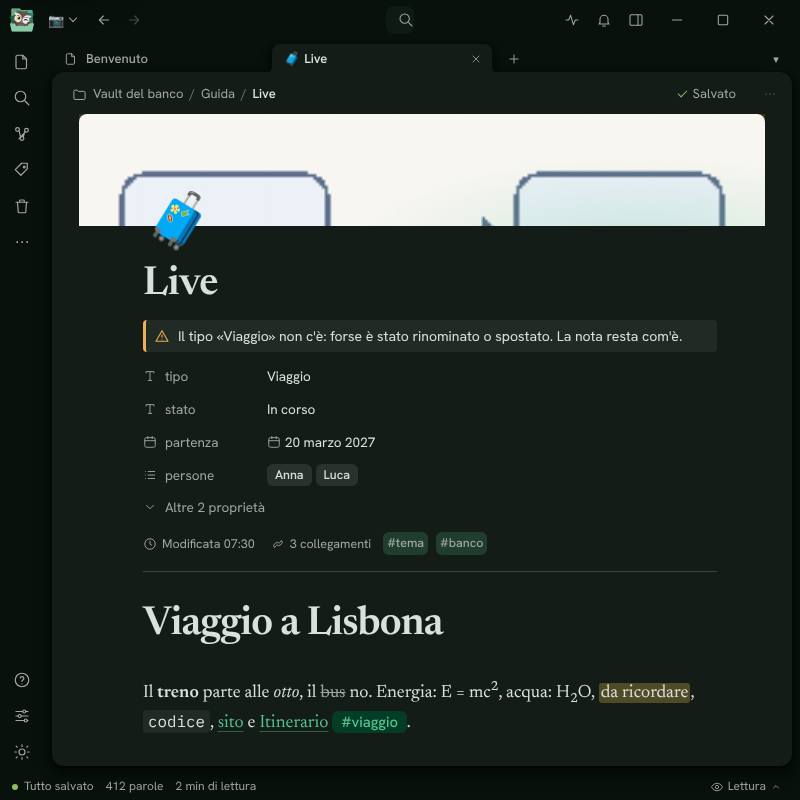 Benvenuto
Live
Vault del banco / Guida / Live
Salvato
Live
Il tipo «Viaggio» non c'è: forse è stato rinominato o spostato. La nota resta com'è.
tipo Viaggio
stato In corso
partenza 20 marzo 2027
persone Anna Luca
Altre 2 proprietà
Modificata 07:30 3 collegamenti #tema #banco
Viaggio a Lisbona
Il treno parte alle otto, il bus no. Energia: E = mc², acqua: H₂O, da ricordare,
codice, sito e Itinerario #viaggio.
Tutto salvato 412 parole 2 min di lettura
Lettura